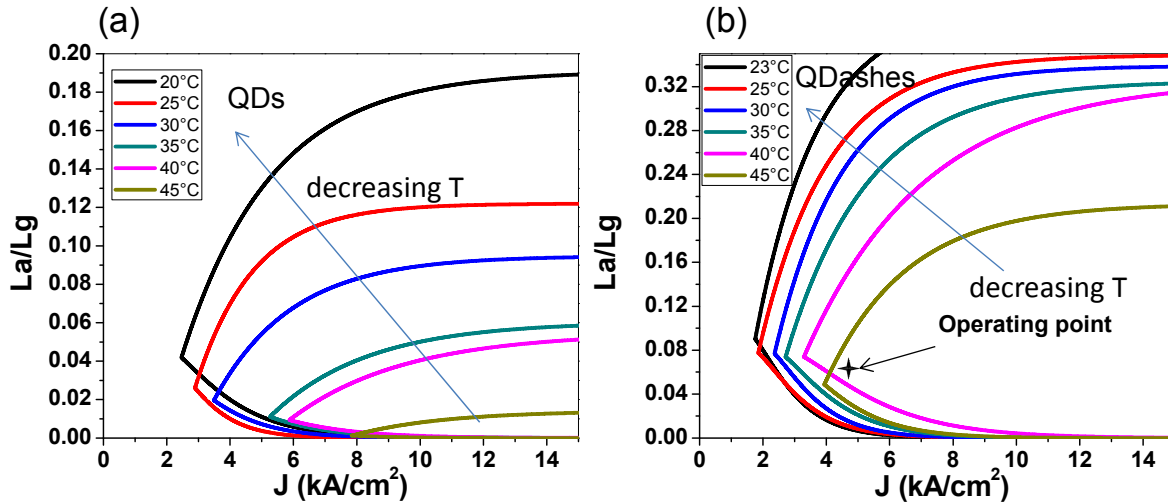 (a)
0.20
0.18
0.16
0.14
0.12
0.10
0.08
0.06
0.04
0.02
0.00
La/Lg
20°C
25°C
30°C
35°C
40°C
45°C
QDs
decreasing T
0 2 4 6 8 10 12 14
J (kA/cm²)
(b)
0.32
0.28
0.24
0.20
0.16
0.12
0.08
0.04
0.00
La/Lg
23°C
25°C
30°C
35°C
40°C
45°C
QDashes
decreasing T
Operating point
0 2 4 6 8 10 12 14
J (kA/cm²)